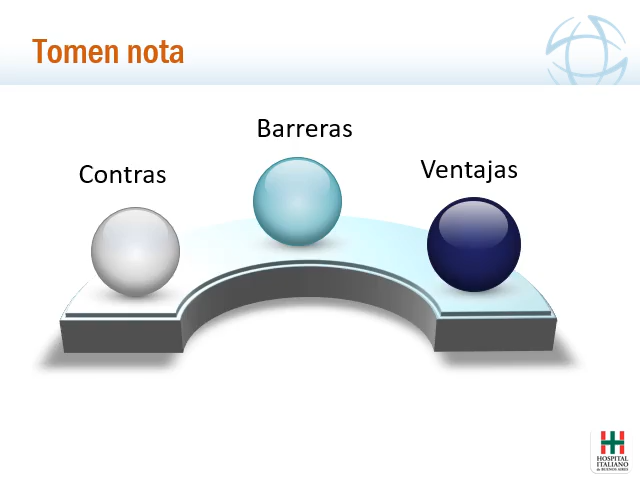 Tomen nota
Barreras
Contras
Ventajas
HOSPITAL
ITALIANO
de BUENOS AIRES